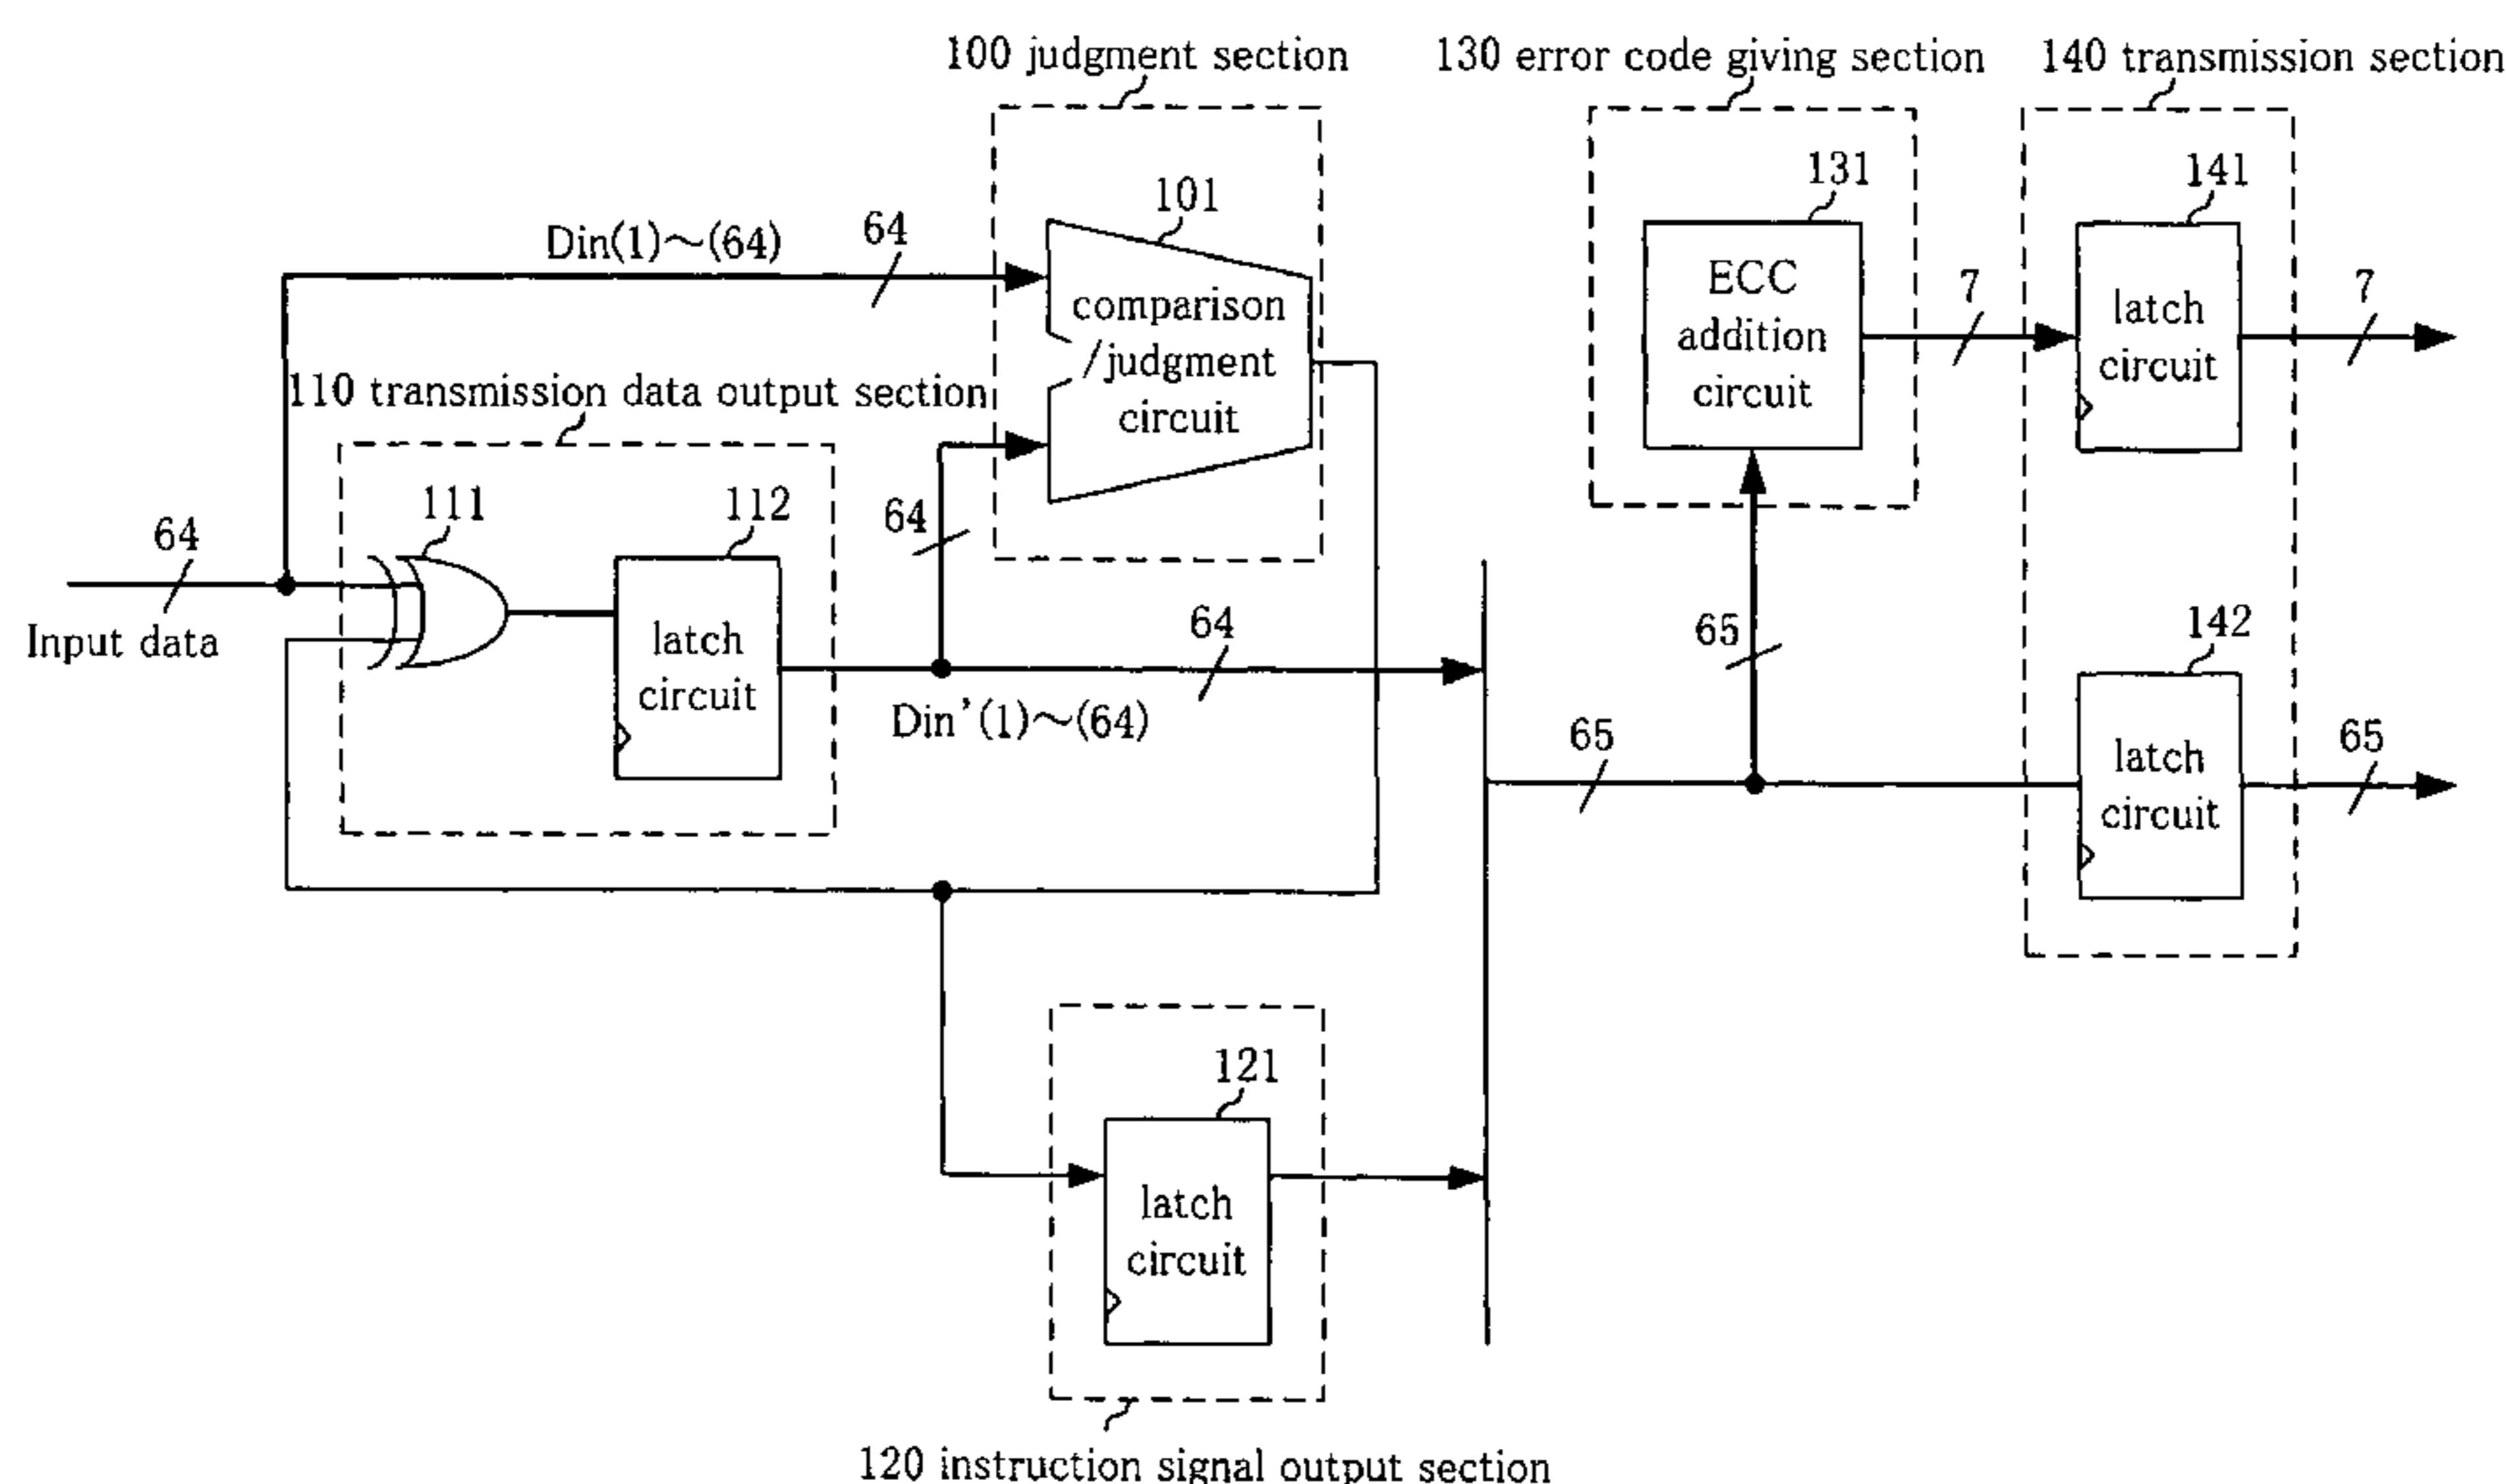 100 judgment section
130 error code giving section
140 transmission section
101
131
141
Din(1)～(64)
64
comparison
/judgment
circuit
ECC
addition
circuit
7
latch
circuit
7
110 transmission data output section
111
112
64
64
Input data
latch
circuit
64
Din'(1)～(64)
65
142
65
latch
circuit
65
121
latch
circuit
120 instruction signal output section